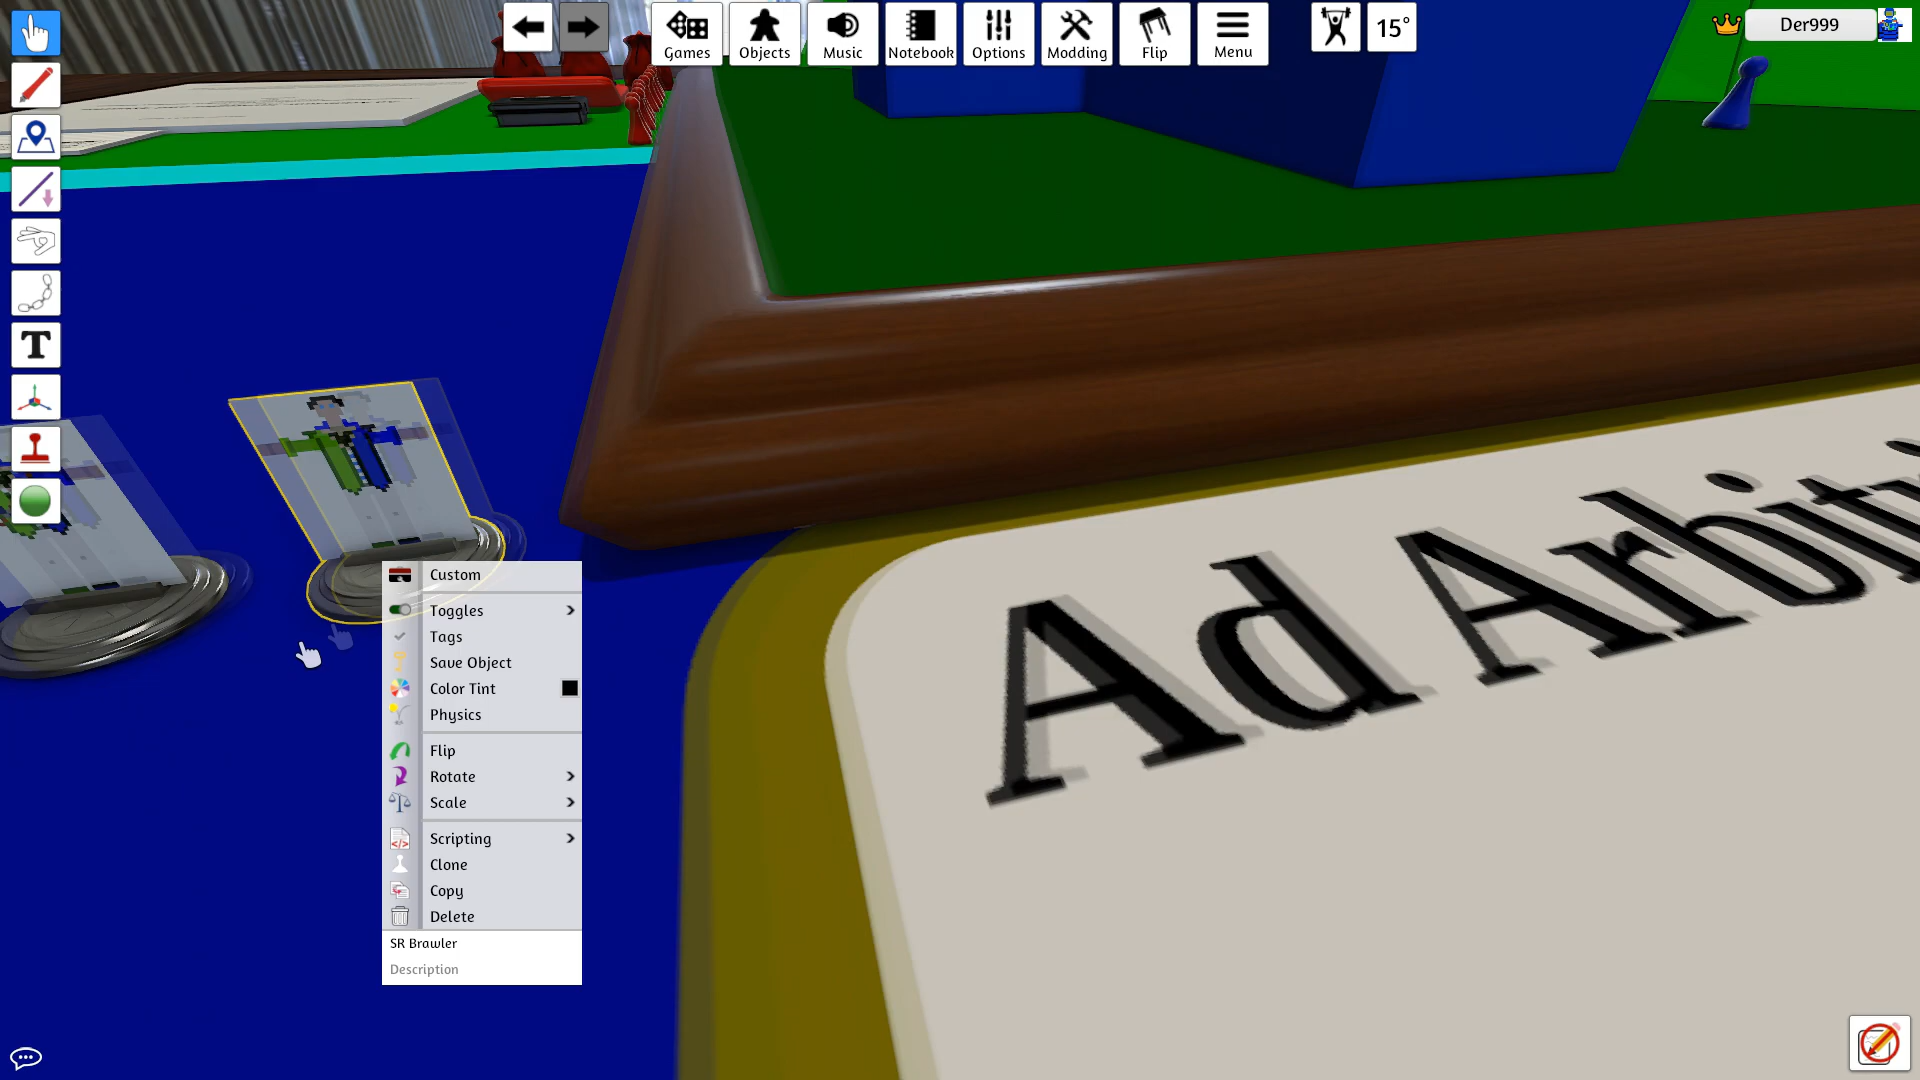 Games
Objects
Music
Notebook
Options
Modding
Flip
Menu
15°
Der999
T
Custom
Toggles
Tags
Save Object
Color Tint
Physics
Flip
Rotate
Scale
Scripting
Clone
Copy
Delete
SR Brawler
Description
Ad